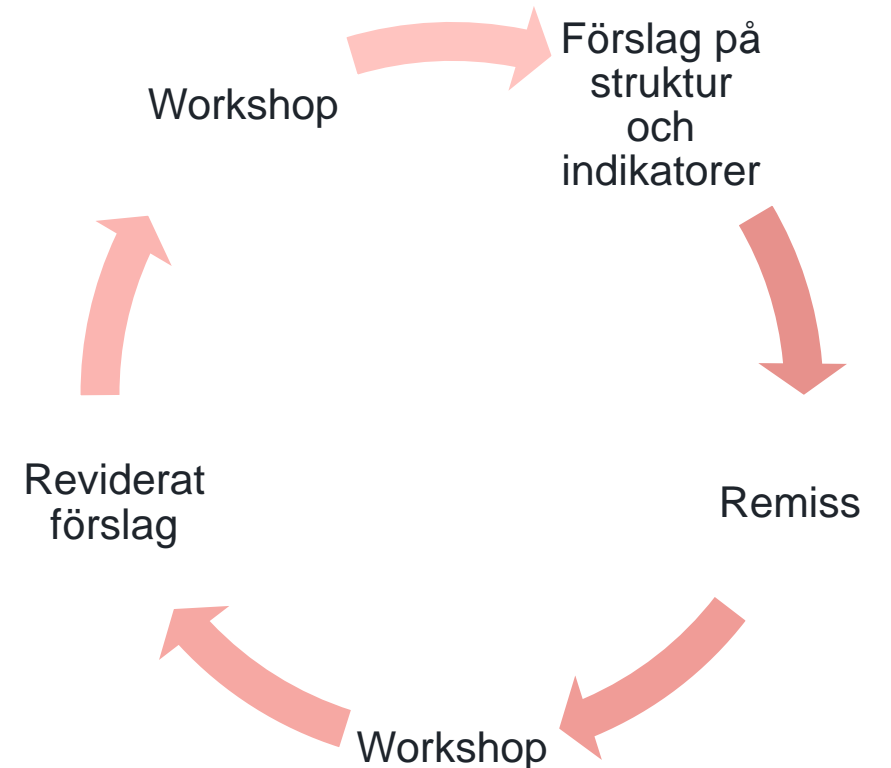 Förslag på
struktur
och
indikatorer
Remiss
Workshop
Reviderat
förslag
Workshop